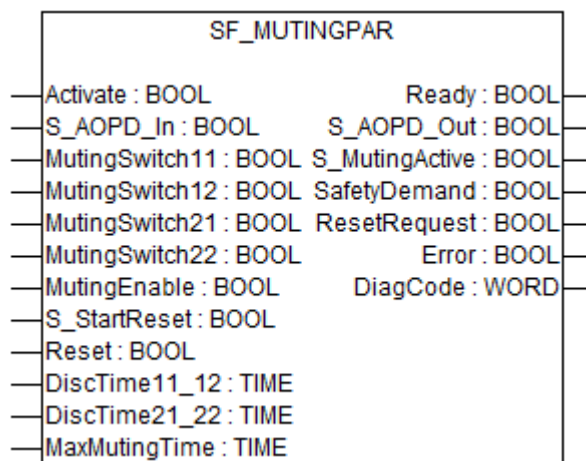 SF_MUTINGPAR
Activate : BOOL Ready : BOOL
S_AOPD_In : BOOL S_AOPD_Out : BOOL
MutingSwitch11 : BOOL S_MutingActive : BOOL
MutingSwitch12 : BOOL SafetyDemand : BOOL
MutingSwitch21 : BOOL ResetRequest : BOOL
MutingSwitch22 : BOOL Error : BOOL
MutingEnable : BOOL DiagCode : WORD
S_StartReset : BOOL
Reset : BOOL
DiscTime11_12 : TIME
DiscTime21_22 : TIME
MaxMutingTime : TIME